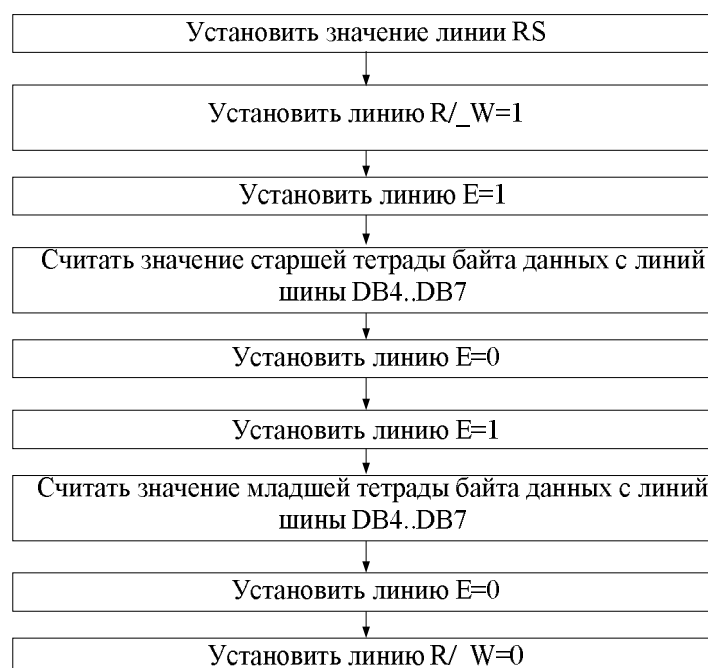 Установить значение линии RS
Установить линию R/_W=1
Установить линию E=1
Считать значение старшей тетрады байта данных с линий
шины DB4..DB7
Установить линию E=0
Установить линию E=1
Считать значение младшей тетрады байта данных с линий
шины DB4..DB7
Установить линию E=0
Установить линию R/_W=0